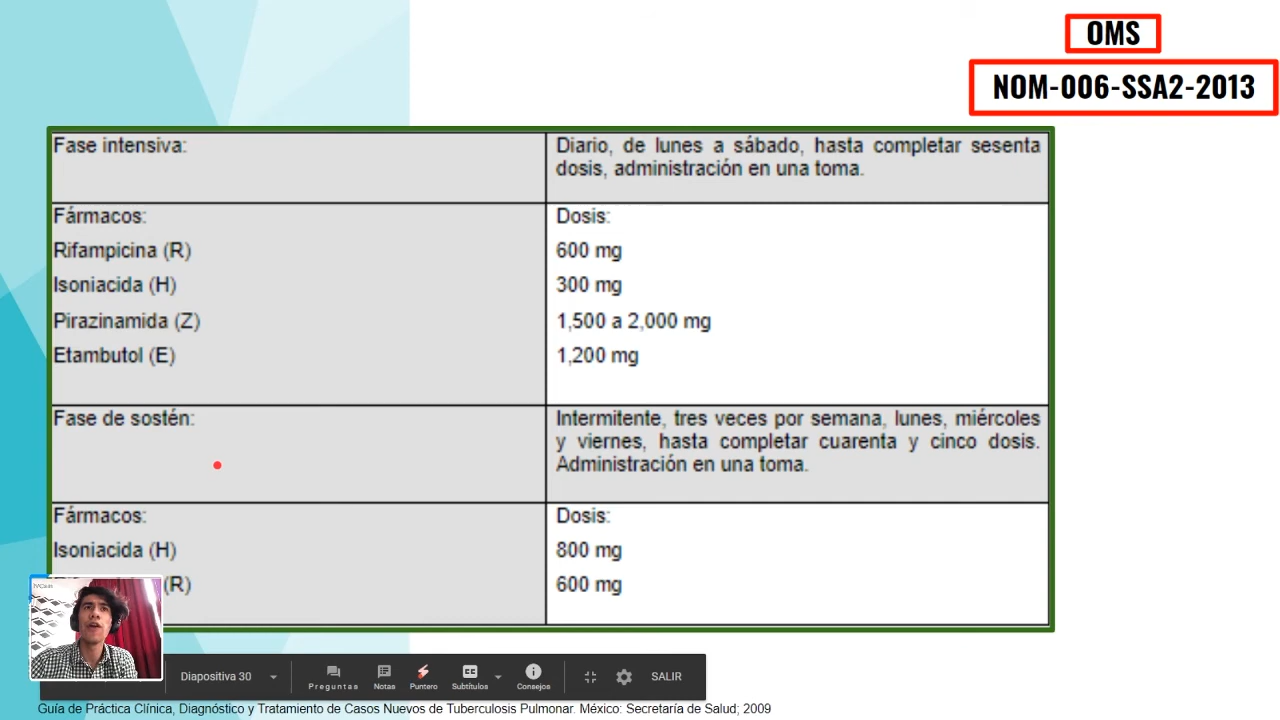 OMS
NOM-006-SSA2-2013
Fase intensiva:
Diario, de lunes a sábado, hasta completar sesenta
dosis, administración en una toma.
Fármacos:
Dosis:
Rifampicina (R)
600 mg
Isoniacida (H)
300 mg
Pirazinamida (Z)
1,500 a 2,000 mg
Etambutol (E)
1,200 mg
Fase de sostén:
Intermitente, tres veces por semana, lunes, miércoles
y viernes, hasta completar cuarenta y cinco dosis.
Administración en una toma.
Fármacos:
Dosis:
Isoniacida (H)
800 mg
(R)
600 mg
Diapositiva 30
Preguntas
Notas
Puntero
Subtítulos
Consejos
SALIR
Guía de Práctica Clínica, Diagnóstico y Tratamiento de Casos Nuevos de Tuberculosis Pulmonar. México: Secretaría de Salud; 2009